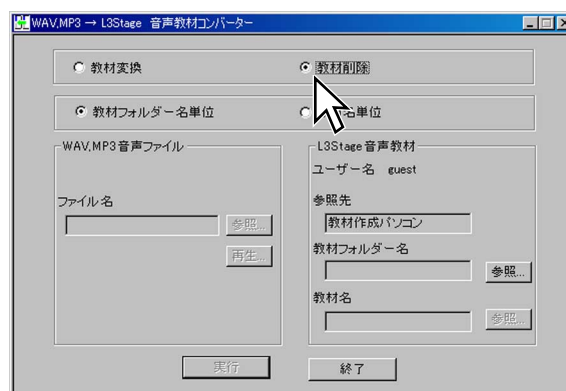 WAV,MP3 → L3Stage 音声教材コンバーター
教材変換 教材削除
教材フォルダー名単位 名単位
WAV,MP3音声ファイル L3Stage音声教材
ユーザー名 guest
参照先
教材作成パソコン
ファイル名
参照...
再生...
教材フォルダー名
参照...
教材名
参照...
実行 終了